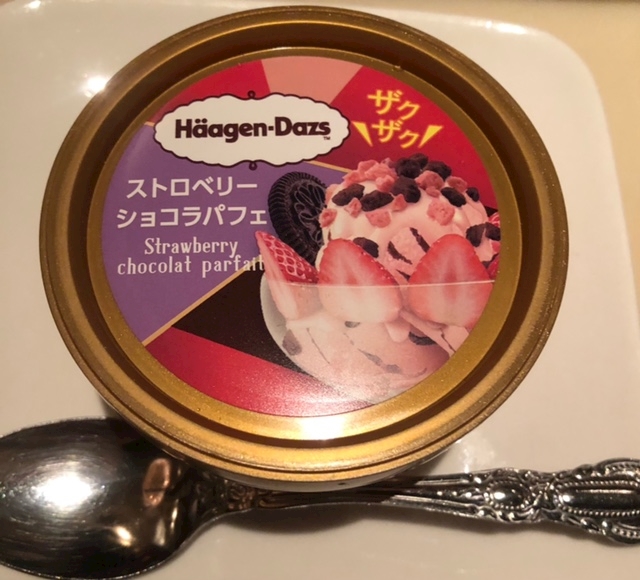 Häagen-Dazs™
ザク
ザク
ストロベリー
ショコラパフェ
Strawberry
chocolat parfait